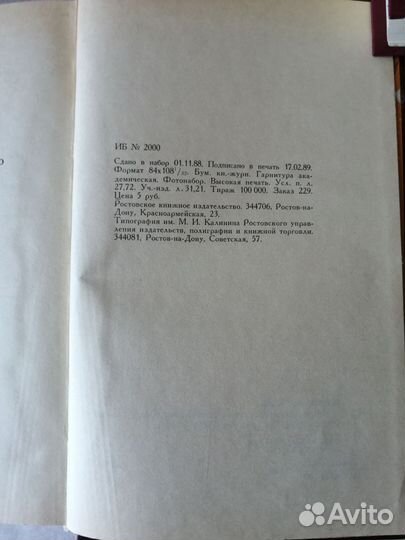 ИБ № 2000
Сдано в набор 01.11.88. Подписано в печать 17.02.89.
Формат 84х108¹/₃₂. Бум. кн.-журн. Гарнитура ака-
демическая. Фотонабор. Высокая печать. Усл. п. л.
27,72. Уч.-изд. л. 31,21. Тираж 100 000. Заказ 229.
Цена 5 руб.
Ростовское книжное издательство. 344706, Ростов-на-
Дону, Красноармейская, 23.
Типография им. М. И. Калинина Ростовского управ-
ления издательств, полиграфии и книжной торговли.
344081, Ростов-на-Дону, Советская, 57.
Avito